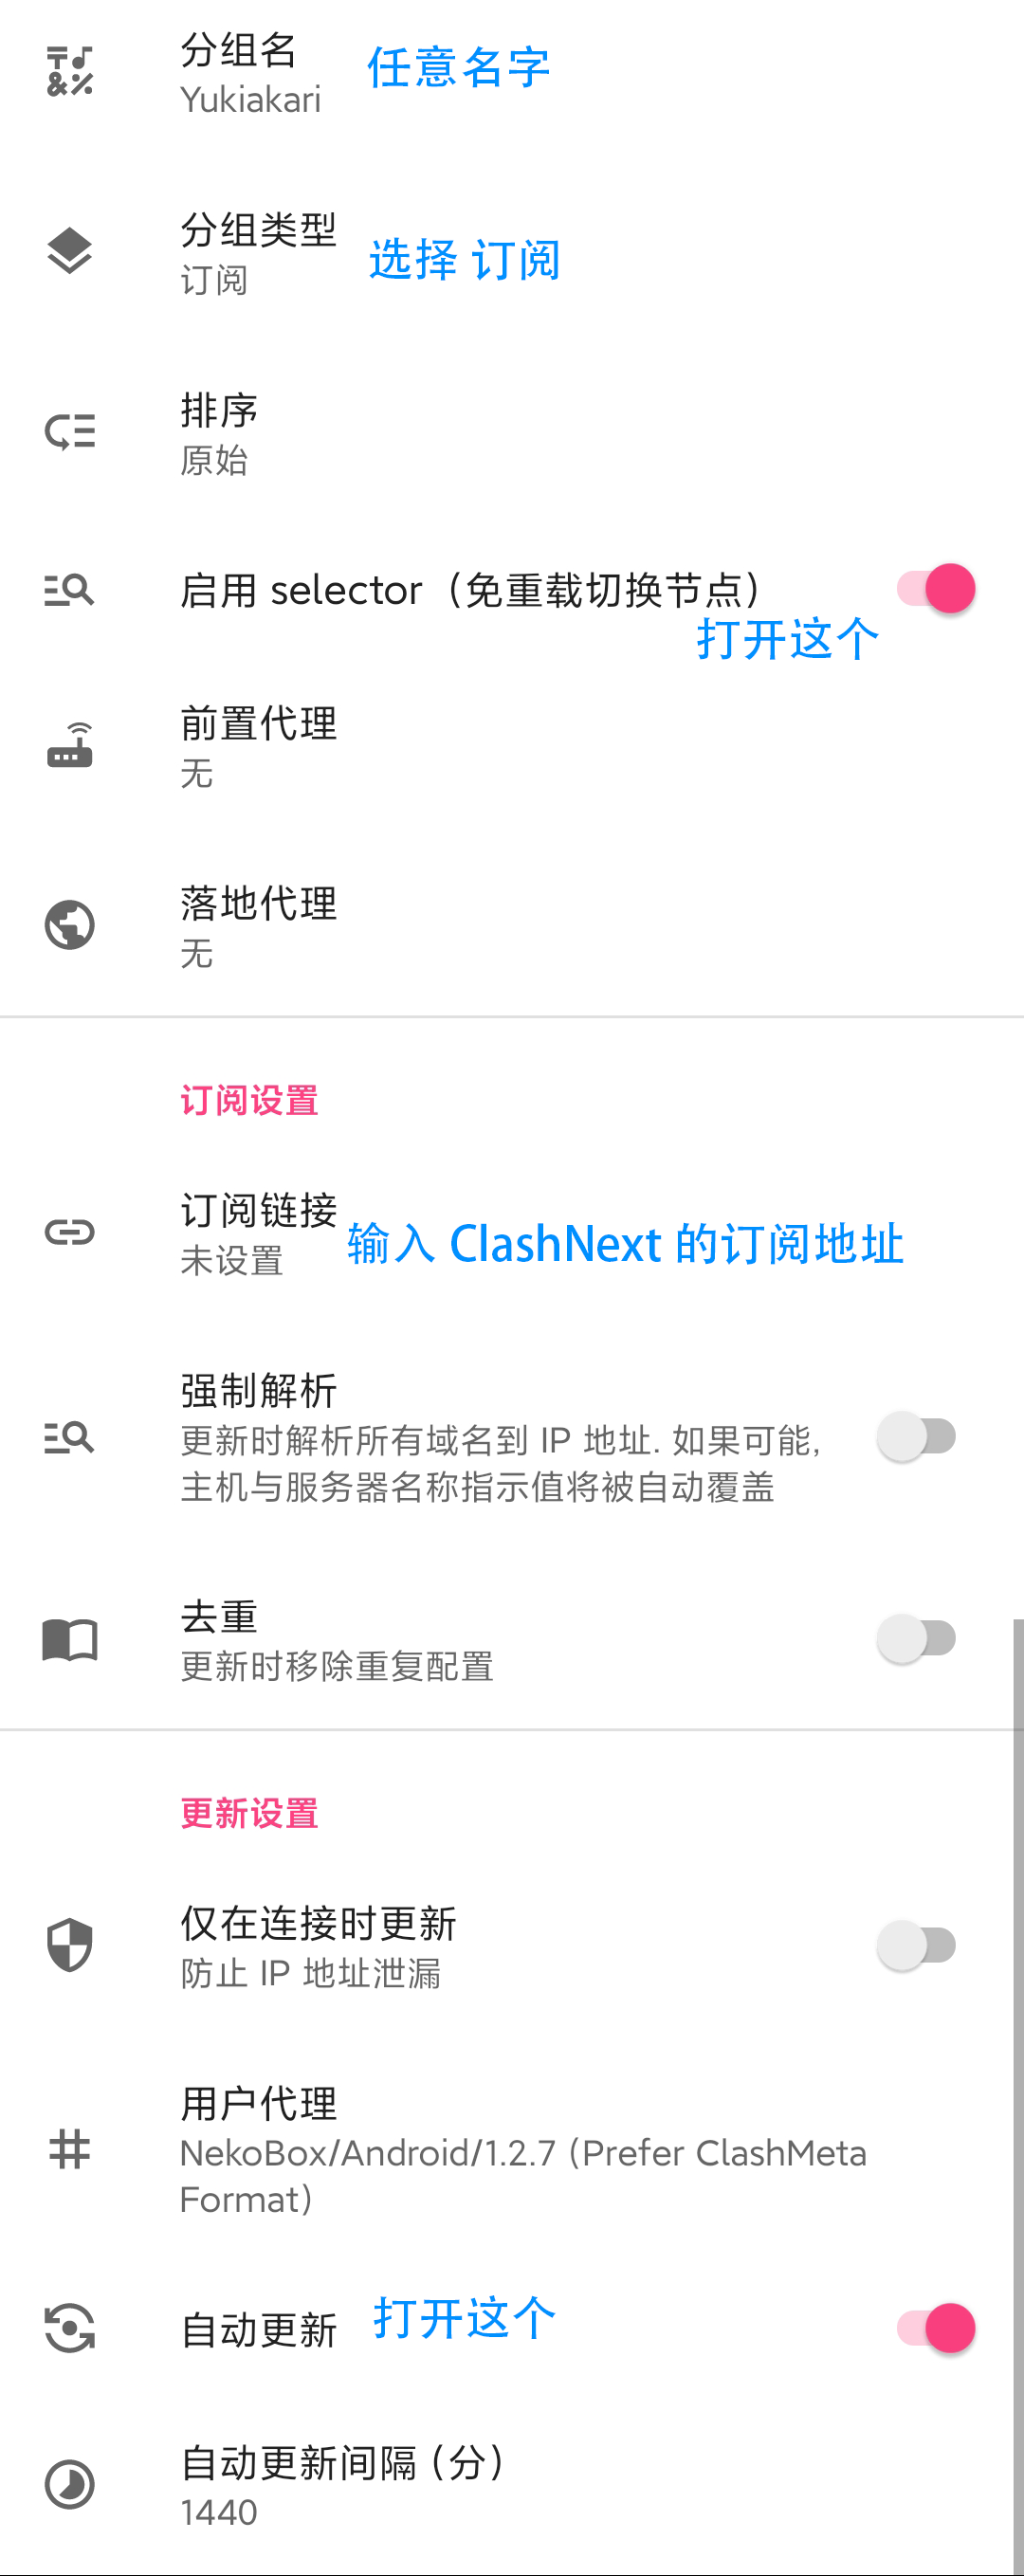 分组名
任意名字
Yukiakari
分组类型
选择 订阅
订阅
排序
原始
启用 selector（免重载切换节点）
打开这个
前置代理
无
落地代理
无
订阅设置
订阅链接
输入 ClashNext 的订阅地址
未设置
强制解析
更新时解析所有域名到 IP 地址. 如果可能,
主机与服务器名称指示值将被自动覆盖
去重
更新时移除重复配置
更新设置
仅在连接时更新
防止 IP 地址泄漏
用户代理
NekoBox/Android/1.2.7 (Prefer ClashMeta
Format)
自动更新
打开这个
自动更新间隔 (分)
1440